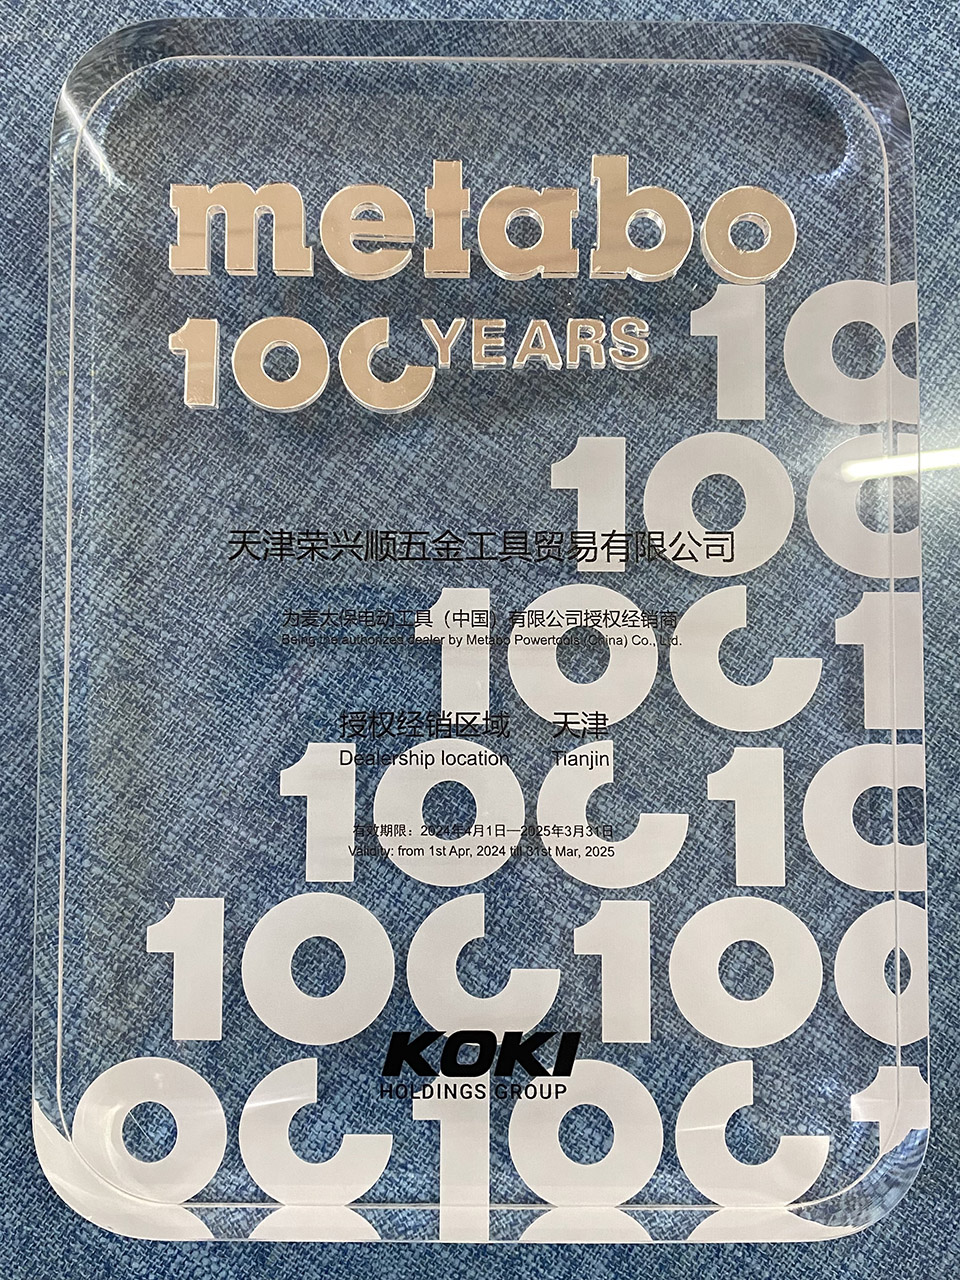 metabo
100 YEARS
天津荣兴顺五金工具贸易有限公司
为麦太保电动工具（中国）有限公司授权经销商
Being the authorized dealer by Metabo Powertools (China) Co., Ltd.
授权经销区域 天津
Dealership location Tianjin
有效期限：2024年4月1日—2025年3月31日
Validity: from 1st Apr, 2024 till 31st Mar, 2025
KOKI
HOLDINGS GROUP